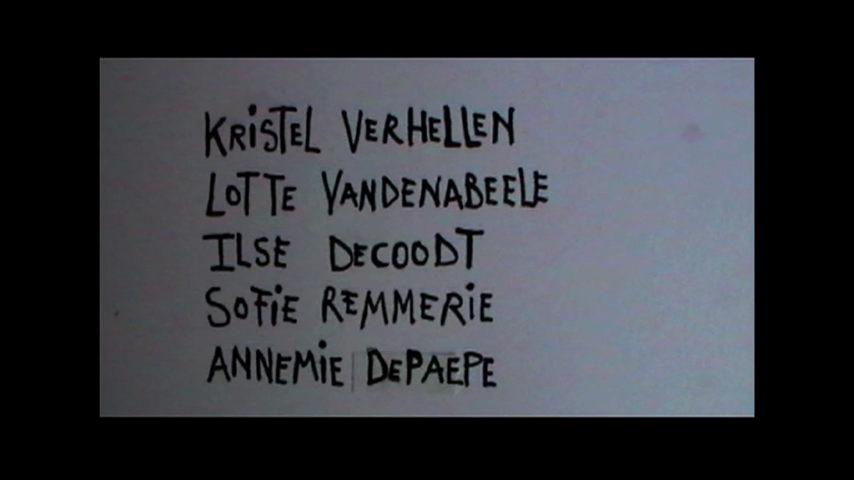 KRiSTEL VERHELLEN
LOTTE VANDENABEELE
ILSE DECOODT
SOFiE REMMERiE
ANNEMiE DEPAEPE